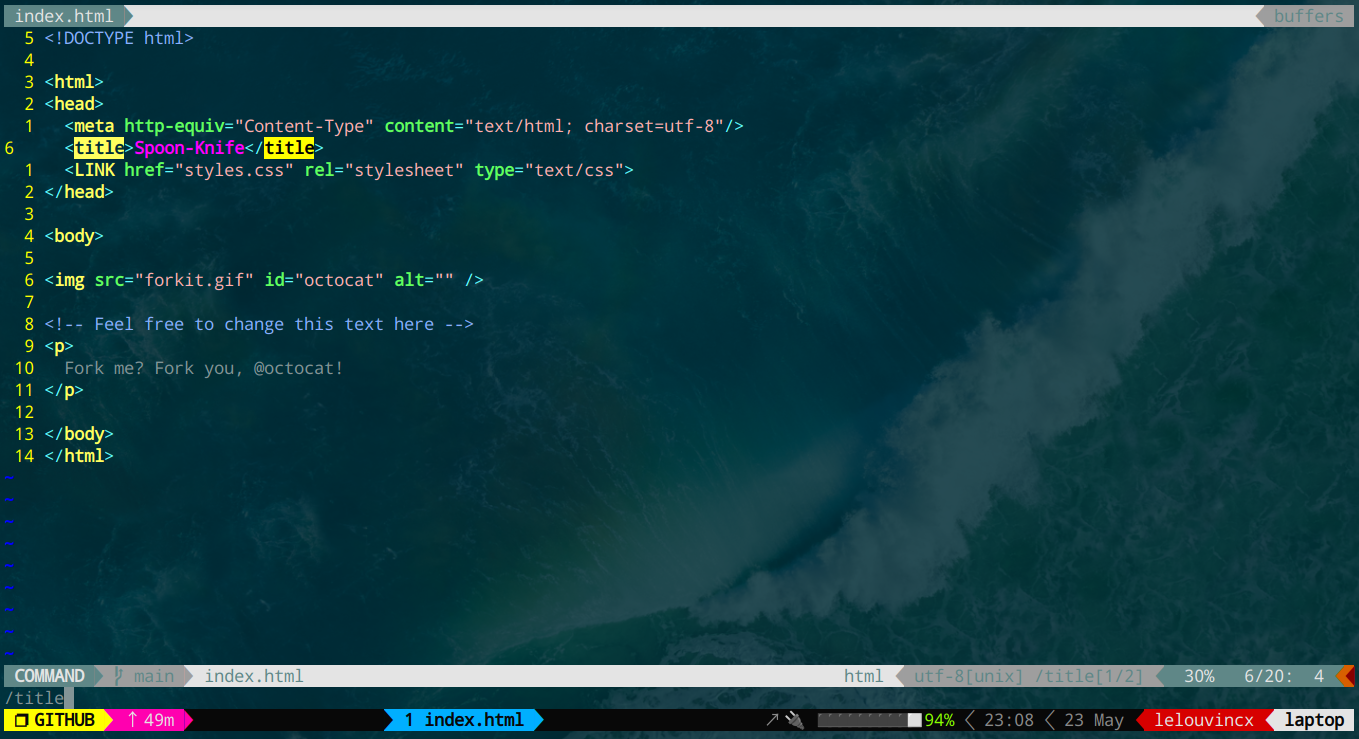 index.html buffers
5 <!DOCTYPE html>
4
3 <html>
2 <head>
1 <meta http-equiv="Content-Type" content="text/html; charset=utf-8"/>
6 <title>Spoon-Knife</title>
1 <LINK href="styles.css" rel="stylesheet" type="text/css">
2 </head>
3
4 <body>
5
6 <img src="forkit.gif" id="octocat" alt="" />
7
8 <!-- Feel free to change this text here -->
9 <p>
10 Fork me? Fork you, @octocat!
11 </p>
12
13 </body>
14 </html>
~
~
~
~
~
~
~
~
~
COMMAND main index.html html utf-8[unix] /title[1/2] 30% 6/20: 4
/title
GITHUB ↑ 49m 1 index.html ↗ 94% 23:08 23 May lelouvincx laptop